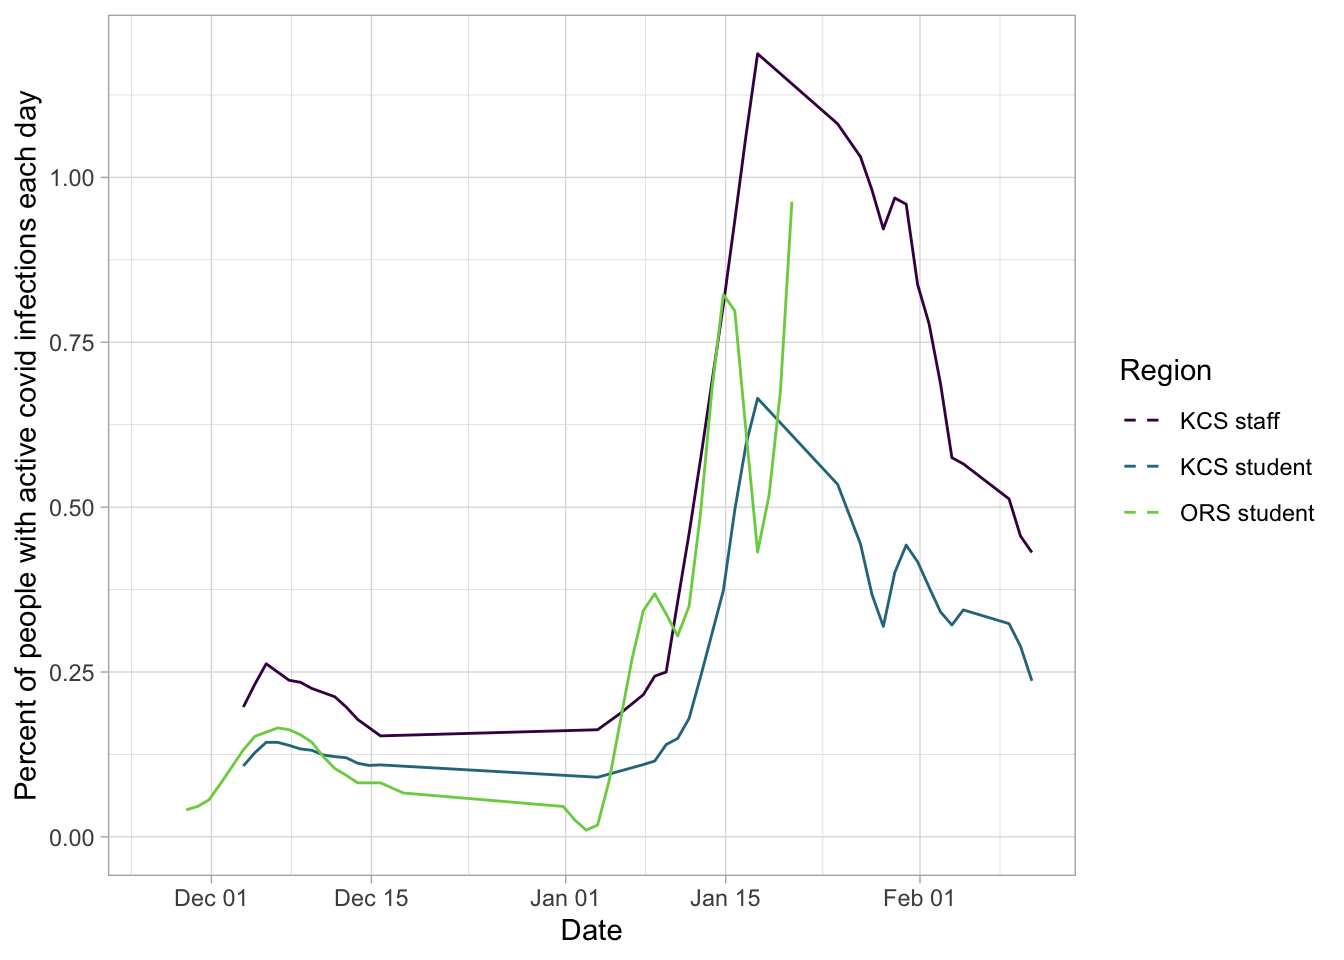 Percent of people with active covid infections each day
1.00
0.75
0.50
0.25
0.00
Dec 01
Dec 15
Jan 01
Jan 15
Feb 01
Date
Region
KCS staff
KCS student
ORS student